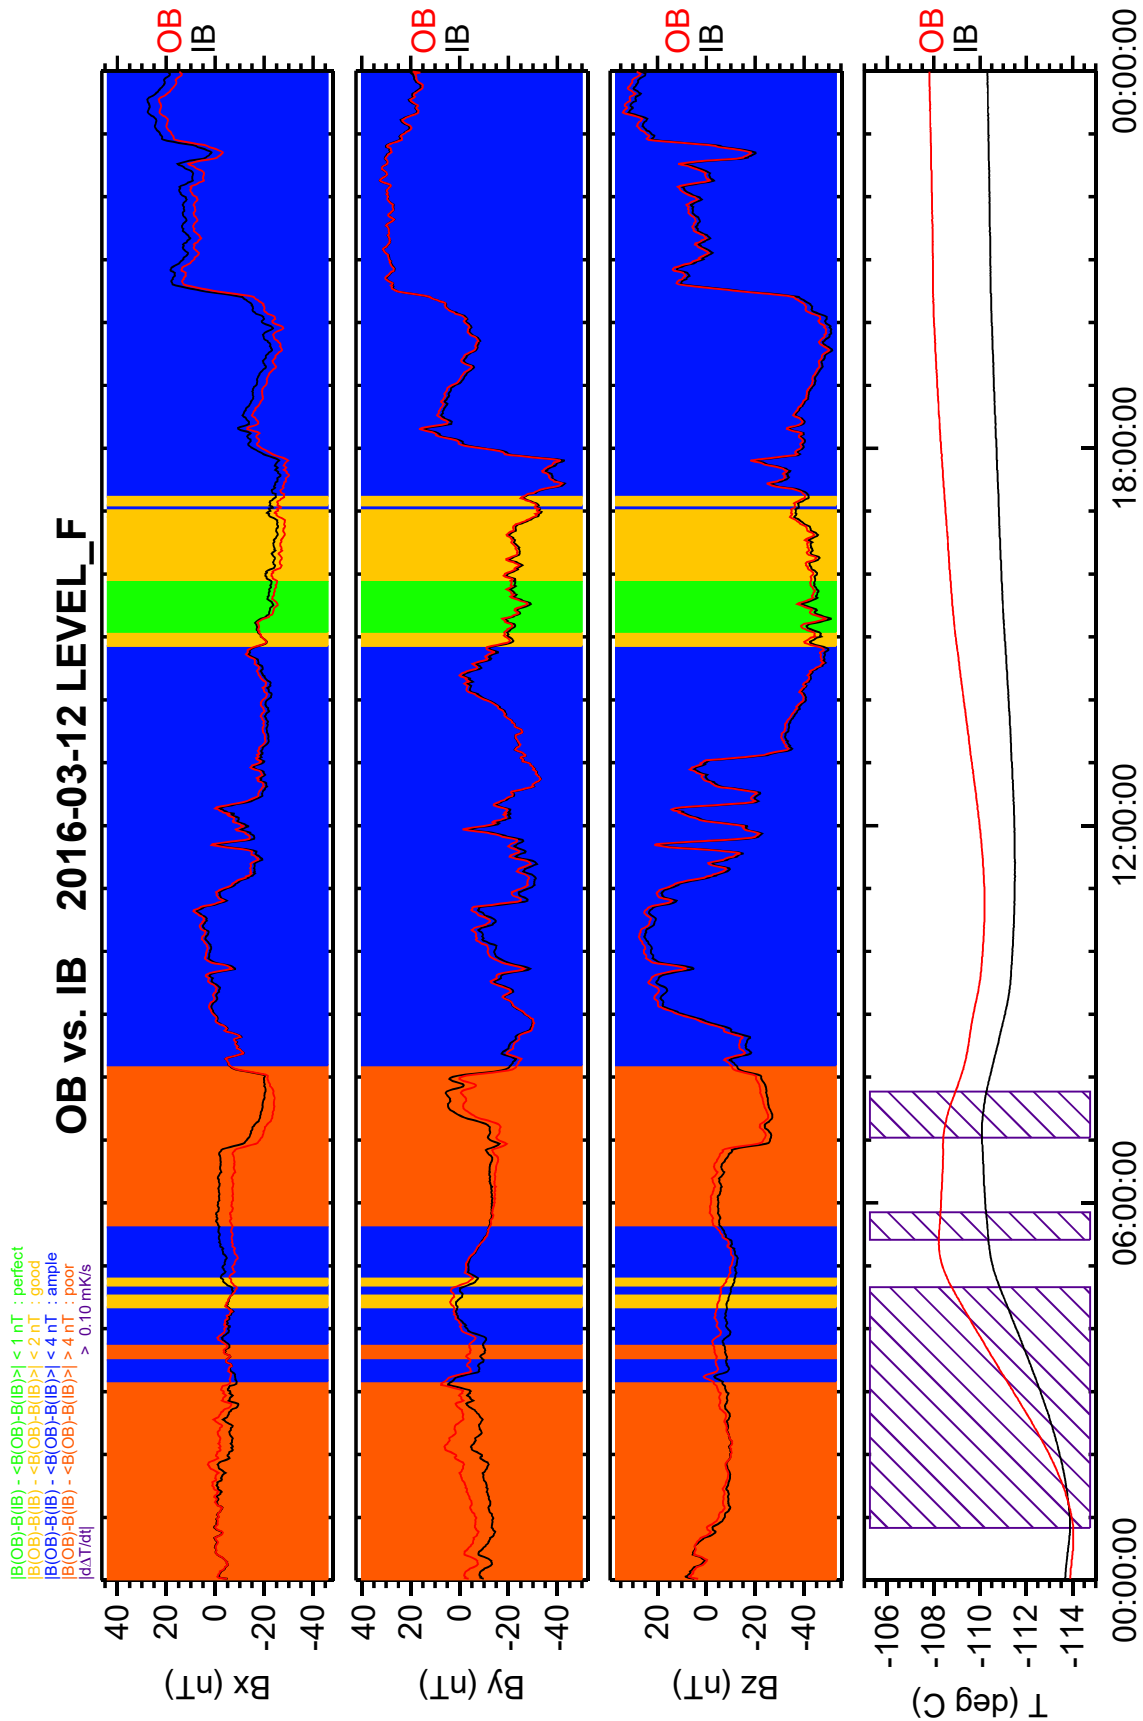 OB vs. IB 2016-03-12 LEVEL_F
|B(OB)-B(IB) - <B(OB)-B(IB)>| < 1 nT : perfect
|B(OB)-B(IB) - <B(OB)-B(IB)>| < 2 nT : good
|B(OB)-B(IB) - <B(OB)-B(IB)>| < 4 nT : ample
|B(OB)-B(IB) - <B(OB)-B(IB)>| > 4 nT : poor
|dΔT/dt| > 0.10 mK/s
Bx (nT)
40
20
0
-20
-40
OB
IB
By (nT)
40
20
0
-20
-40
OB
IB
Bz (nT)
20
0
-20
-40
OB
IB
T (deg C)
-106
-108
-110
-112
-114
OB
IB
00:00:00
06:00:00
12:00:00
18:00:00
00:00:00